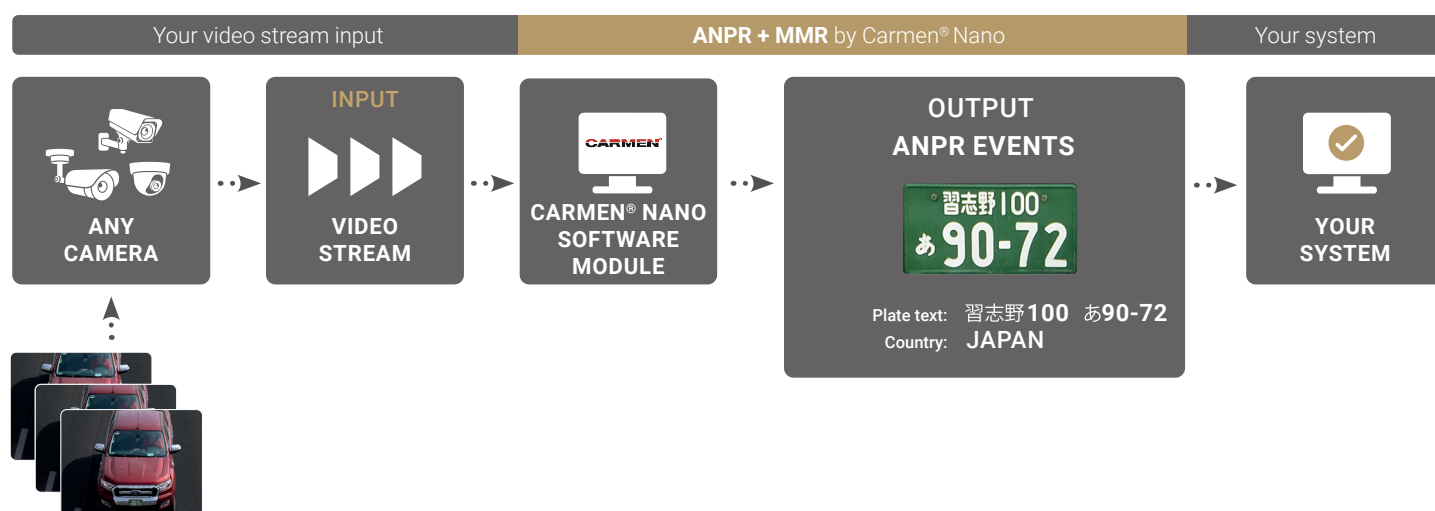 Your video stream input
ANPR + MMR by Carmen® Nano
Your system
ANY
CAMERA
INPUT
VIDEO
STREAM
CARMEN®
CARMEN® NANO
SOFTWARE
MODULE
OUTPUT
ANPR EVENTS
習志野100
あ90-72
Plate text: 習志野100 あ90-72
Country: JAPAN
YOUR
SYSTEM